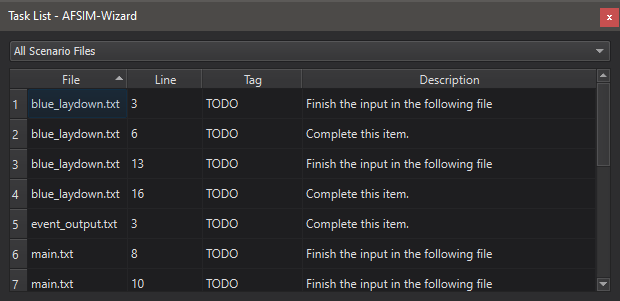 Task List - AFSIM-Wizard
x
All Scenario Files
File Line Tag Description
1 blue_laydown.txt 3 TODO Finish the input in the following file
2 blue_laydown.txt 6 TODO Complete this item.
3 blue_laydown.txt 13 TODO Finish the input in the following file
4 blue_laydown.txt 16 TODO Complete this item.
5 event_output.txt 3 TODO Complete this item.
6 main.txt 8 TODO Finish the input in the following file
7 main.txt 10 TODO Finish the input in the following file